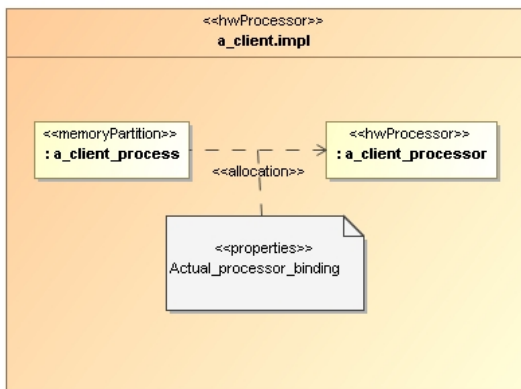 <<hwProcessor>>
a_client.impl
<<memoryPartition>>
: a_client_process
<<hwProcessor>>
: a_client_processor
<<allocation>>
<<properties>>
Actual_processor_binding